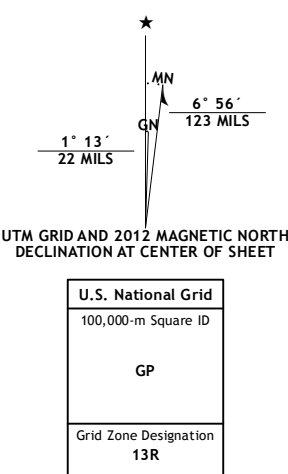 ★
MN
6° 56´
123 MILS
GN
1° 13´
22 MILS
UTM GRID AND 2012 MAGNETIC NORTH
DECLINATION AT CENTER OF SHEET
U.S. National Grid
100,000-m Square ID
GP
Grid Zone Designation
13R